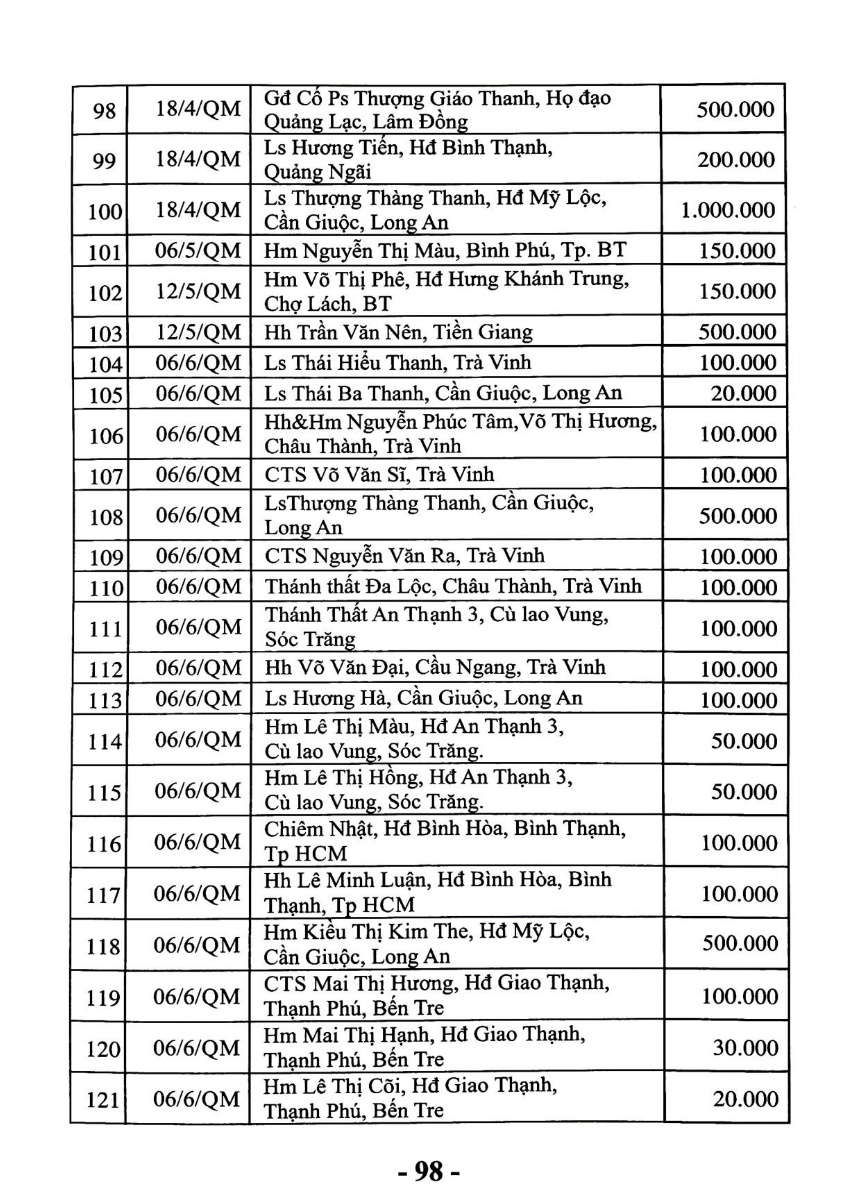 98 18/4/QM Gđ Cố Ps Thượng Giáo Thanh, Họ đạo 500.000
Quảng Lạc, Lâm Đồng
99 18/4/QM Ls Hương Tiến, Hđ Bình Thạnh, 200.000
Quảng Ngãi
100 18/4/QM Ls Thượng Thàng Thanh, Hđ Mỹ Lộc, 1.000.000
Cần Giuộc, Long An
101 06/5/QM Hm Nguyễn Thị Màu, Bình Phú, Tp. BT 150.000
102 12/5/QM Hm Võ Thị Phê, Hđ Hưng Khánh Trung, 150.000
Chợ Lách, BT
103 12/5/QM Hh Trần Văn Nên, Tiền Giang 500.000
104 06/6/QM Ls Thái Hiểu Thanh, Trà Vinh 100.000
105 06/6/QM Ls Thái Ba Thanh, Cần Giuộc, Long An 20.000
106 06/6/QM Hh&Hm Nguyễn Phúc Tâm,Võ Thị Hương, 100.000
Châu Thành, Trà Vinh
107 06/6/QM CTS Võ Văn Sĩ, Trà Vinh 100.000
108 06/6/QM LsThượng Thàng Thanh, Cần Giuộc, 500.000
Long An
109 06/6/QM CTS Nguyễn Văn Ra, Trà Vinh 100.000
110 06/6/QM Thánh thất Đa Lộc, Châu Thành, Trà Vinh 100.000
111 06/6/QM Thánh Thất An Thạnh 3, Cù lao Vung, 100.000
Sóc Trăng
112 06/6/QM Hh Võ Văn Đại, Cầu Ngang, Trà Vinh 100.000
113 06/6/QM Ls Hương Hà, Cần Giuộc, Long An 100.000
114 06/6/QM Hm Lê Thị Màu, Hđ An Thạnh 3, 50.000
Cù lao Vung, Sóc Trăng.
115 06/6/QM Hm Lê Thị Hồng, Hđ An Thạnh 3, 50.000
Cù lao Vung, Sóc Trăng.
116 06/6/QM Chiêm Nhật, Hđ Bình Hòa, Bình Thạnh, 100.000
Tp HCM
117 06/6/QM Hh Lê Minh Luận, Hđ Bình Hòa, Bình 100.000
Thạnh, Tp HCM
118 06/6/QM Hm Kiều Thị Kim The, Hđ Mỹ Lộc, 500.000
Cần Giuộc, Long An
119 06/6/QM CTS Mai Thị Hương, Hđ Giao Thạnh, 100.000
Thạnh Phú, Bến Tre
120 06/6/QM Hm Mai Thị Hạnh, Hđ Giao Thạnh, 30.000
Thạnh Phú, Bến Tre
121 06/6/QM Hm Lê Thị Cõi, Hđ Giao Thạnh, 20.000
Thạnh Phú, Bến Tre
- 98 -